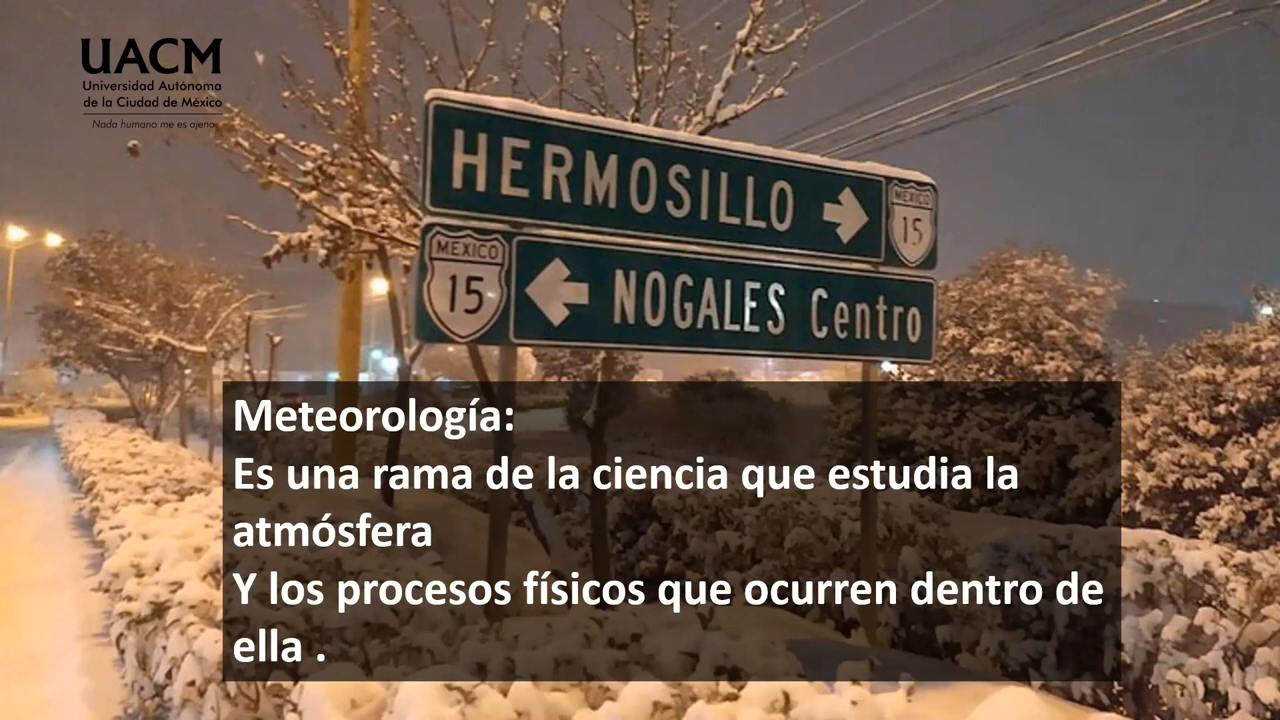 UACM
Universidad Autónoma
de la Ciudad de México
Nada humano me es ajeno
HERMOSILLO
MEXICO
15
MEXICO
15
NOGALES Centro
Meteorología:
Es una rama de la ciencia que estudia la
atmósfera
Y los procesos físicos que ocurren dentro de
ella .